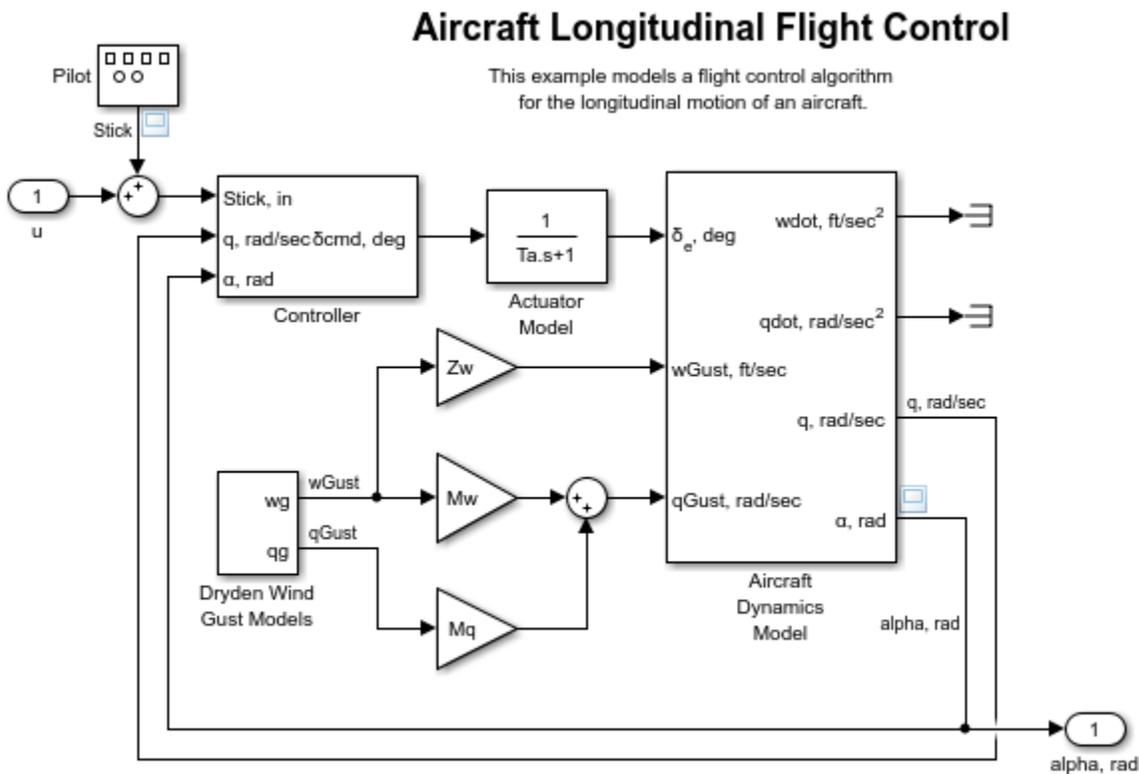 Aircraft Longitudinal Flight Control
This example models a flight control algorithm
for the longitudinal motion of an aircraft.
Pilot
Stick
1
u
Stick, in
q, rad/sec δcmd, deg
α, rad
Controller
1
Ta.s+1
Actuator
Model
δe, deg
wGust, ft/sec
qGust, rad/sec
wdot, ft/sec²
qdot, rad/sec²
q, rad/sec
α, rad
Aircraft
Dynamics
Model
q, rad/sec
alpha, rad
Zw
Mw
Mq
wGust
qGust
wg
qg
Dryden Wind
Gust Models
1
alpha, rad